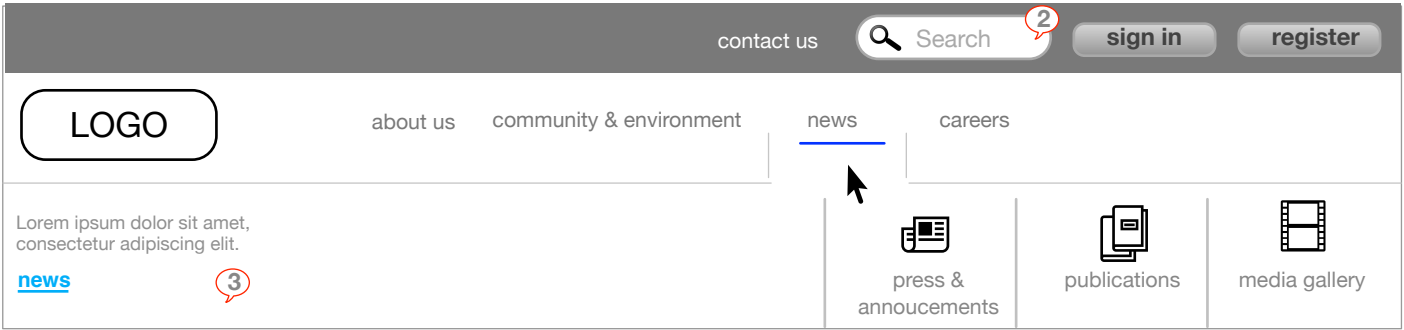 contact us
Search
2
sign in
register
LOGO
about us
community & environment
news
careers
Lorem ipsum dolor sit amet,
consectetur adipiscing elit.
news
3
press &
annoucements
publications
media gallery